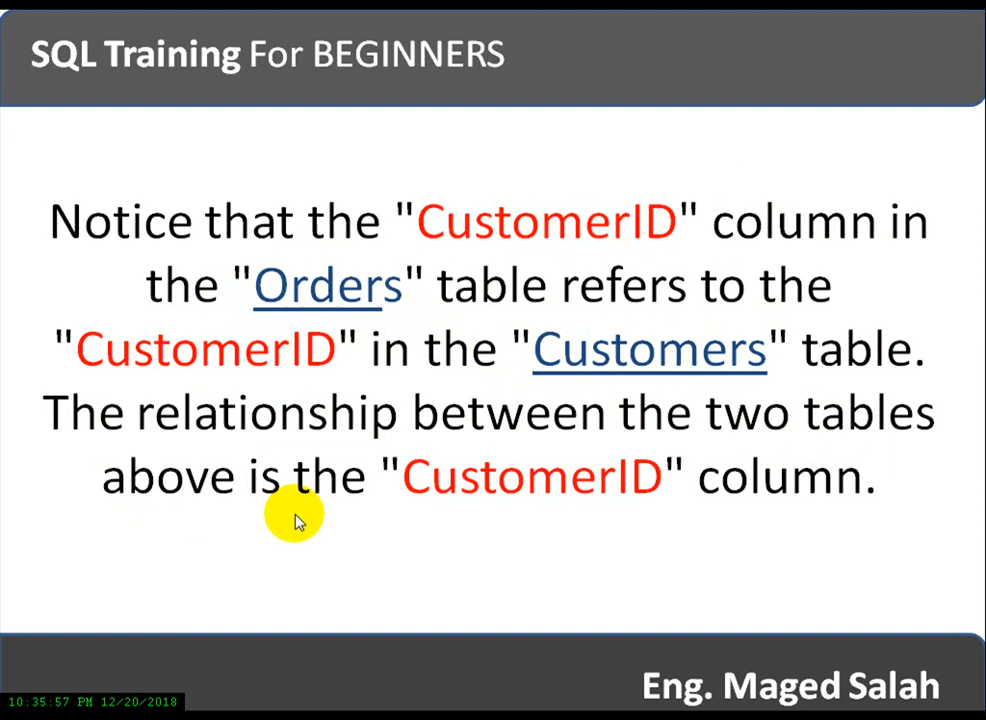 SQL Training For BEGINNERS
Notice that the "CustomerID" column in
the "Orders" table refers to the
"CustomerID" in the "Customers" table.
The relationship between the two tables
above is the "CustomerID" column.
Eng. Maged Salah
10:35:57 PM 12/20/2018